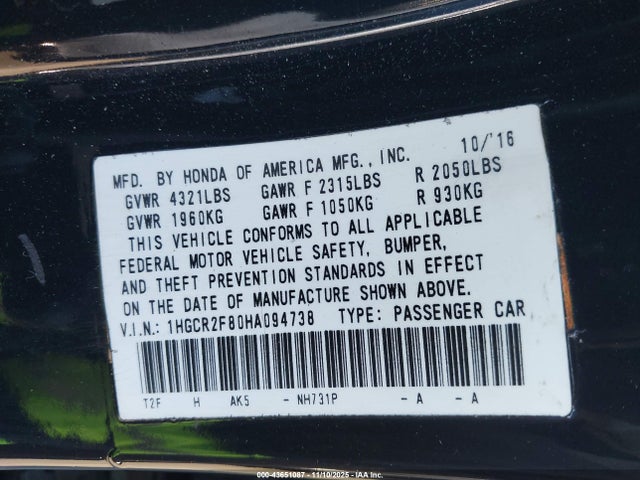 MFD. BY HONDA OF AMERICA MFG., INC. 10/'16
GVWR 4321LBS GAWR F 2315LBS R 2050LBS
GVWR 1960KG GAWR F 1050KG R 930KG
THIS VEHICLE CONFORMS TO ALL APPLICABLE
FEDERAL MOTOR VEHICLE SAFETY, BUMPER,
AND THEFT PREVENTION STANDARDS IN EFFECT
ON THE DATE OF MANUFACTURE SHOWN ABOVE.
V.I.N.: 1HGCR2F80HA094738 TYPE: PASSENGER CAR
T2F H AK5 - NH731P - A - A
000-43651087 - 11/10/2025 - IAA Inc.